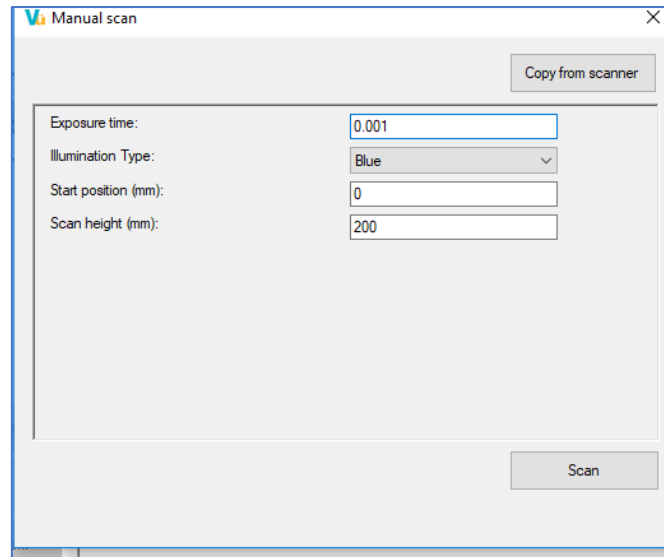 Manual scan
Copy from scanner
Exposure time: 0.001
Illumination Type: Blue
Start position (mm): 0
Scan height (mm): 200
Scan